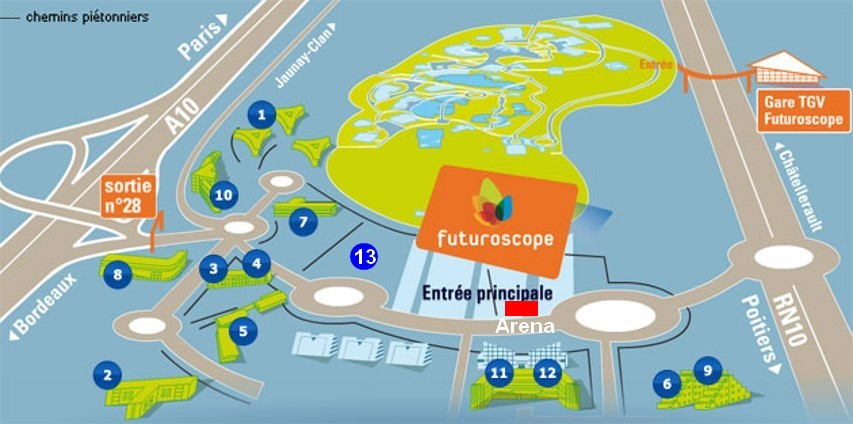 chemins piétonniers
Paris
Jaunay-Clan
A10
Entrée
Gare TGV
Futuroscope
1
Châtellerault
sortie
n°28
10
7
futuroscope
13
8
3
4
Entrée principale
Bordeaux
Arena
RN10
Poitiers
5
2
11
12
6
9